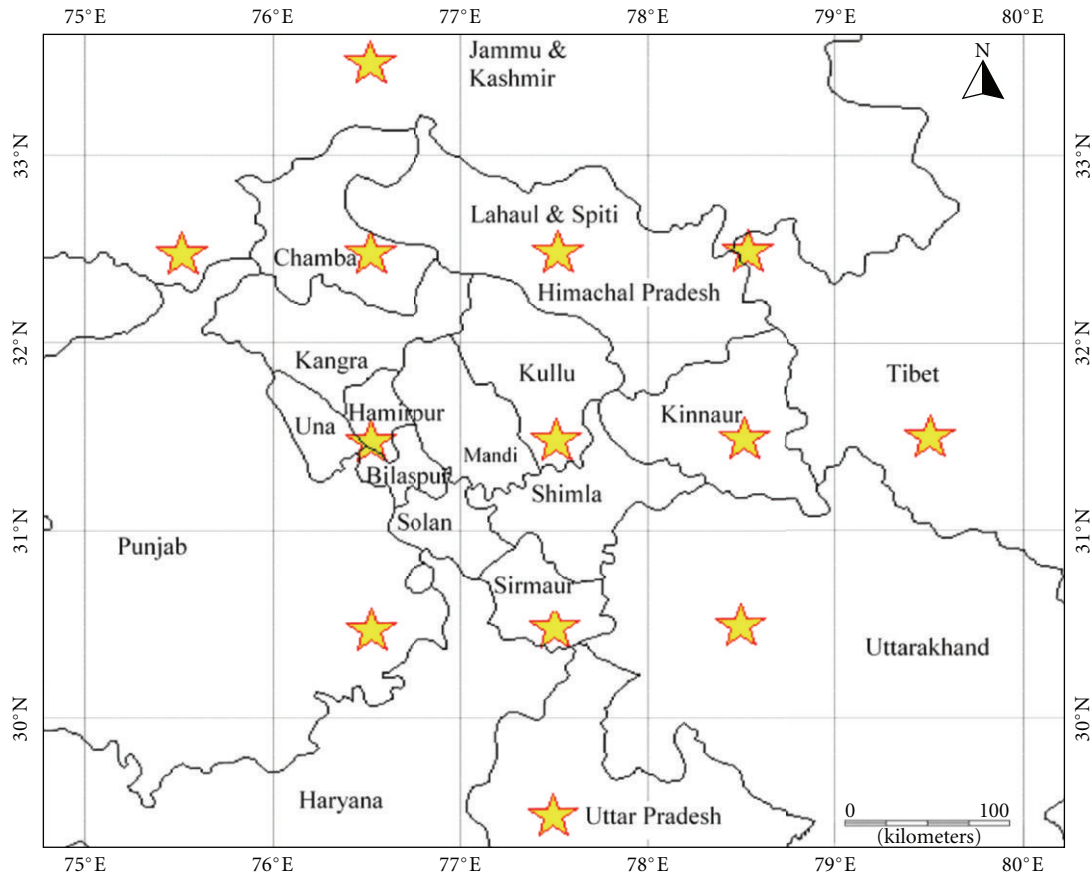 75°E 76°E 77°E 78°E 79°E 80°E
N
Jammu &
Kashmir
33°N 33°N
Lahaul & Spiti
Chamba
Himachal Pradesh
32°N 32°N
Kangra
Kullu
Tibet
Hamirpur
Kinnaur
Una
Mandi
Bilaspur
Shimla
Solan
31°N 31°N
Punjab
Sirmaur
Uttarakhand
30°N 30°N
Haryana
Uttar Pradesh
0 100
(kilometers)
75°E 76°E 77°E 78°E 79°E 80°E